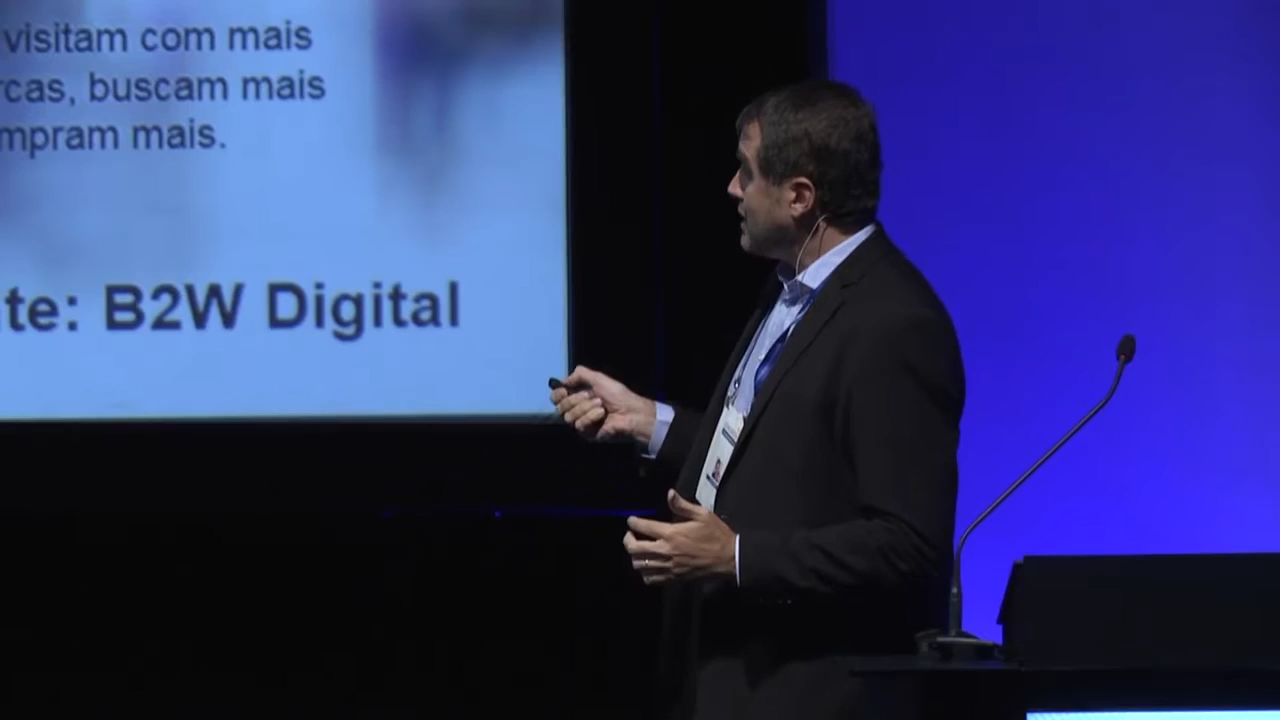 visitam com mais
rcas, buscam mais
mpram mais.
te: B2W Digital